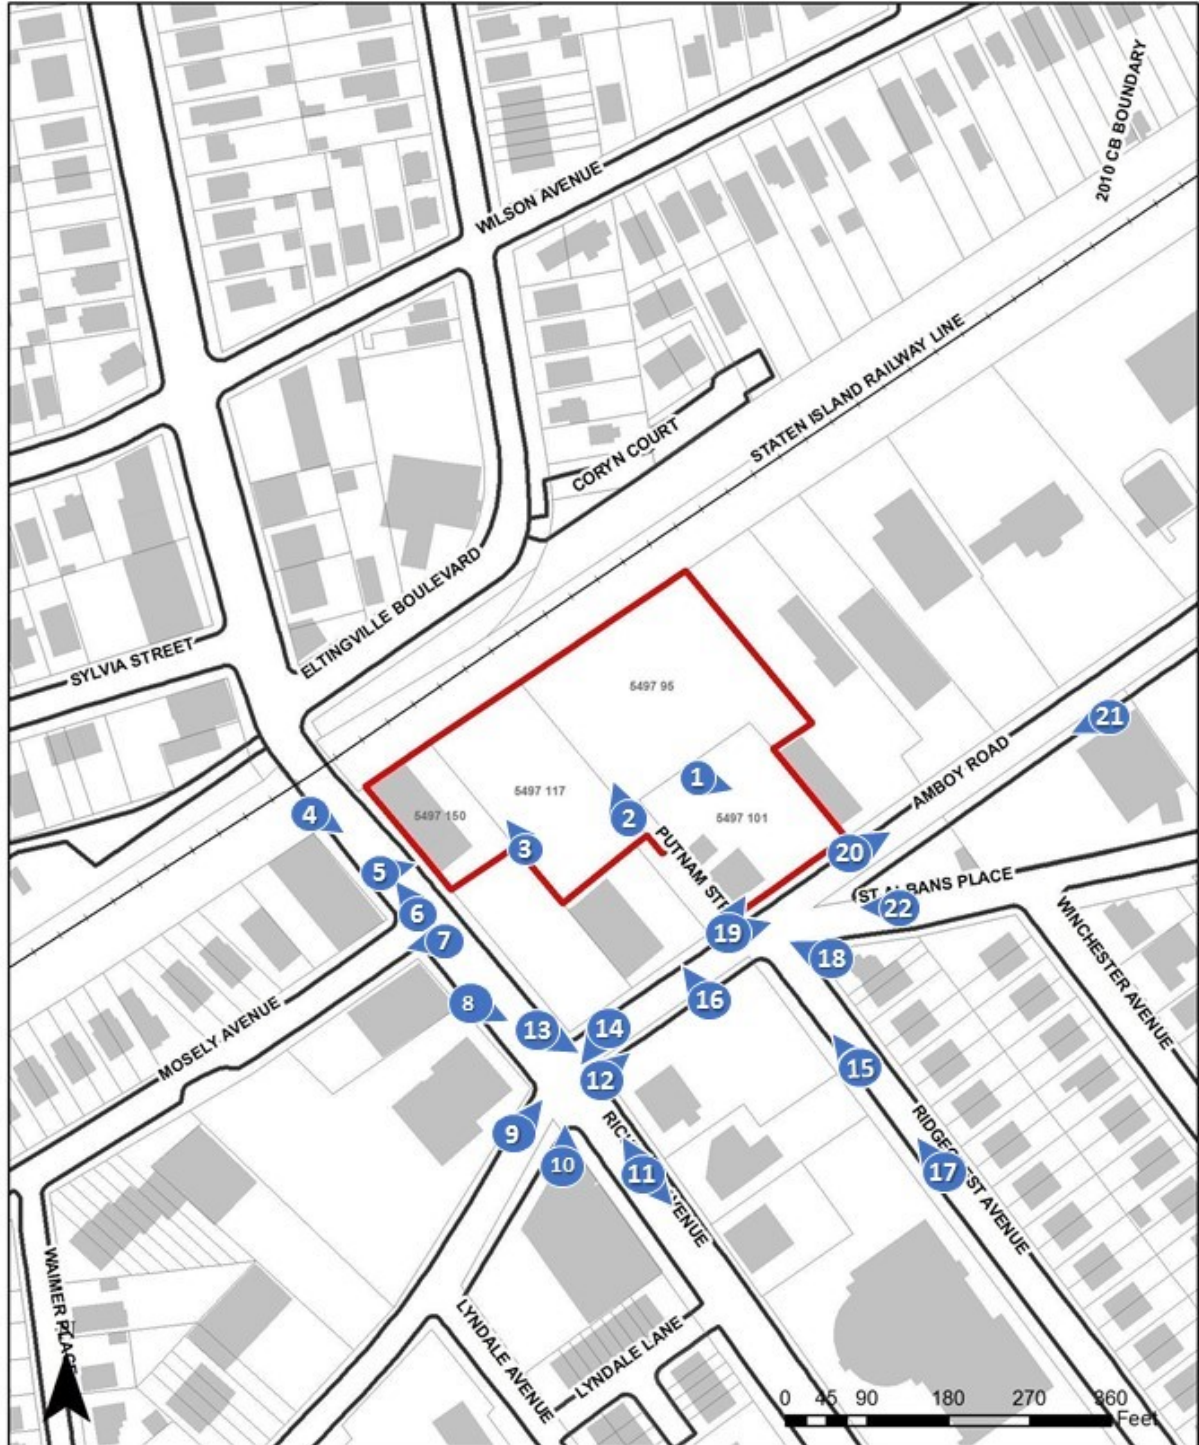 2010 CB BOUNDARY
WILSON AVENUE
STATEN ISLAND RAILWAY LINE
CORYN COURT
ELTINGVILLE BOULEVARD
SYLVIA STREET
5497 95
21
AMBOY ROAD
1
5497 117
5497 150
5497 101
4
2
3
PUTNAM STR
20
5
ST ALBANS PLACE
6
22
WINCHESTER AVENUE
7
19
18
8
16
13
14
MOSELY AVENUE
12
15
9
RIC
AVENUE
10
11
17
RIDGE
EST AVENUE
WAIMER PLACE
LYNDALE AVENUE
LYNDALE LANE
0 45 90 180 270 360
Feet